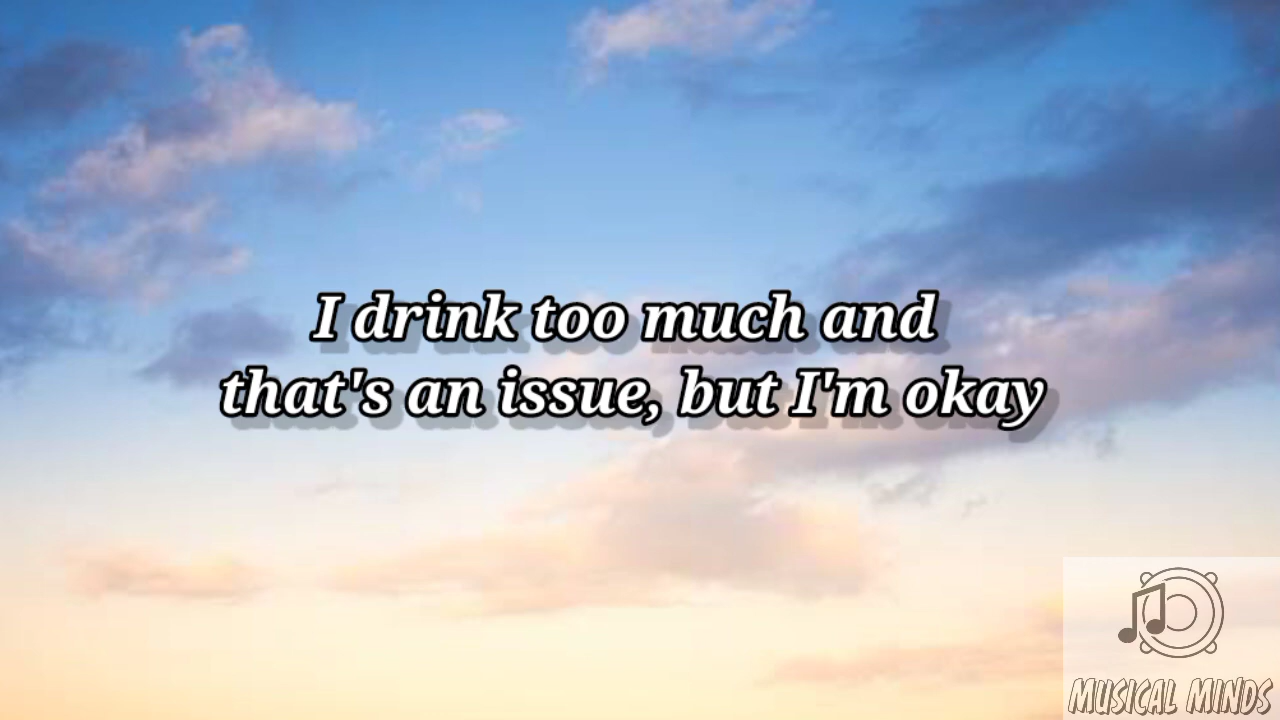 I drink too much and
that's an issue, but I'm okay
MUSICAL MINDS